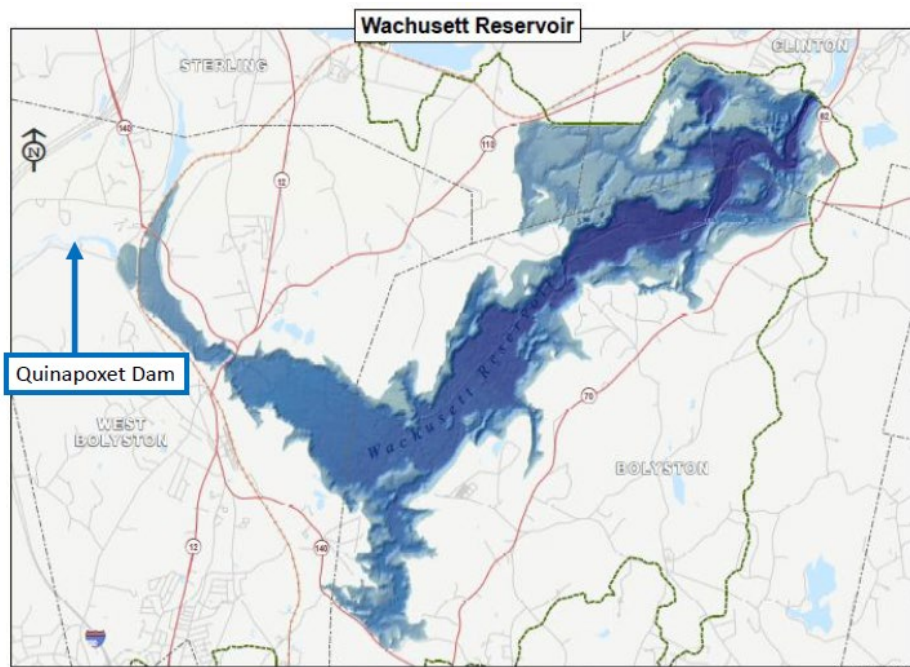 Wachusett Reservoir
CLINTON
STERLING
140
62
110
12
N
Wachusett Reservoir
Quinapoxet Dam
70
WEST
BOLYSTON
BOLYSTON
12
140